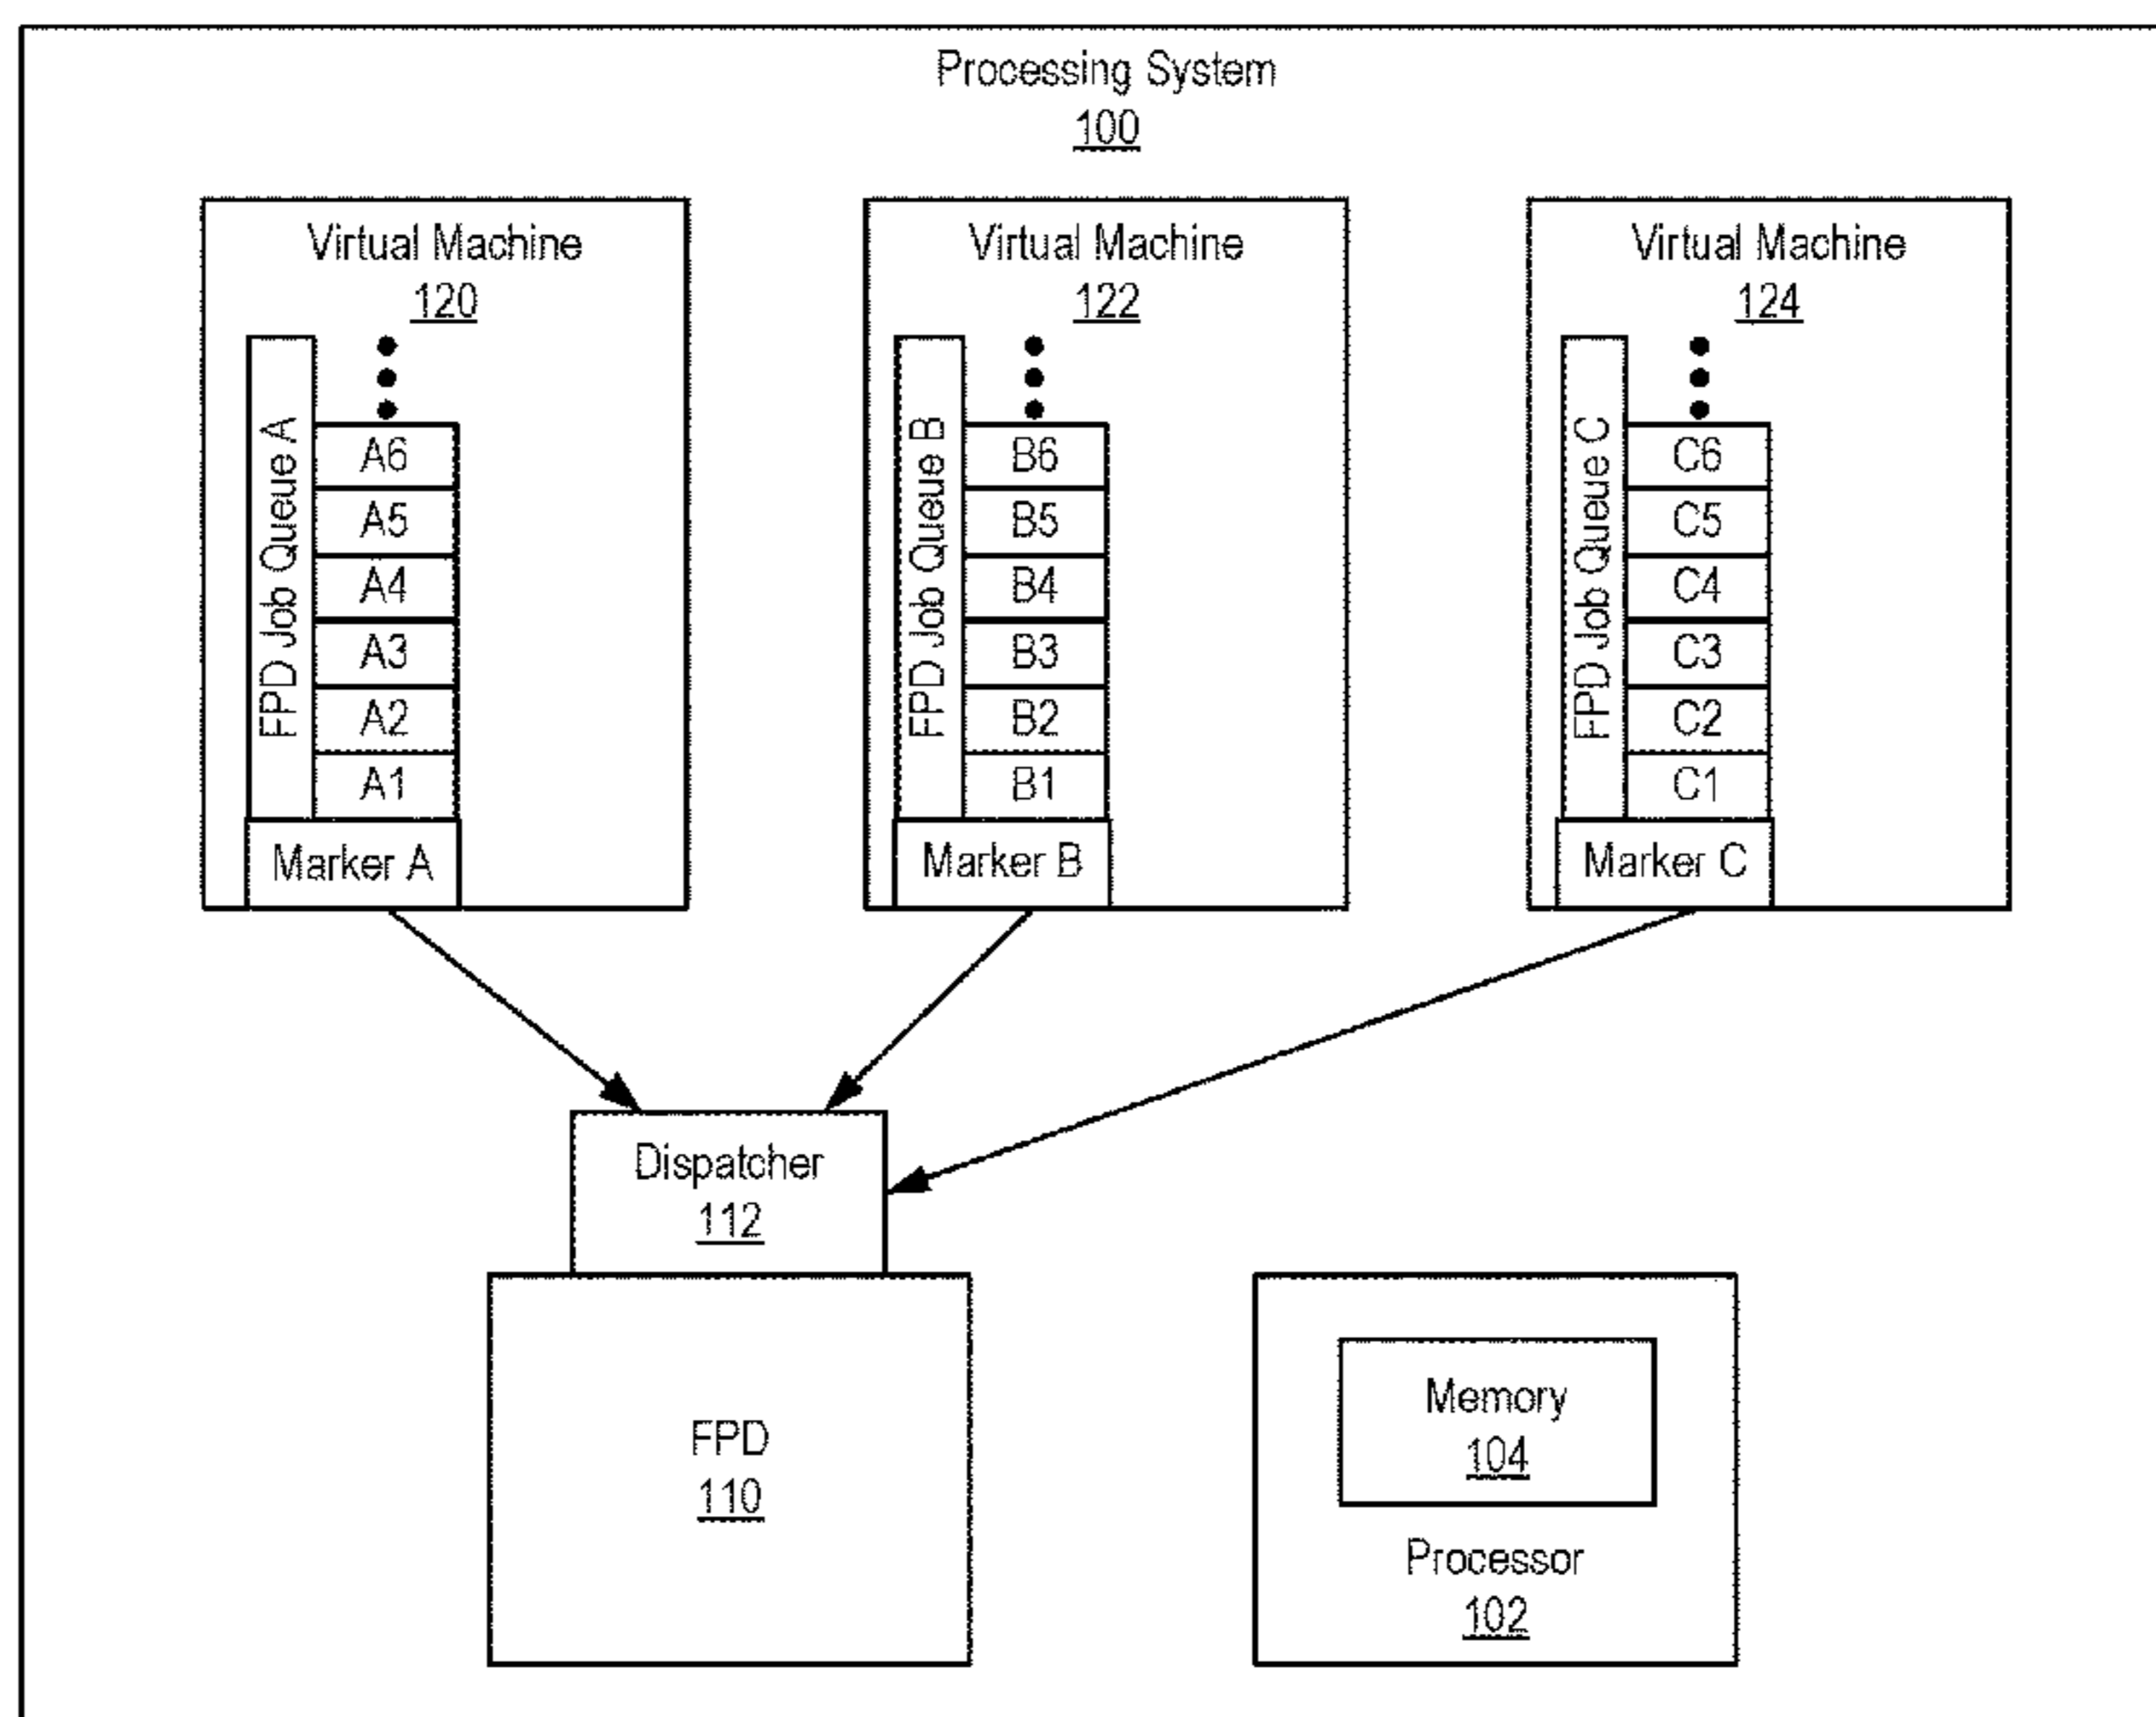 Processing System
100
Virtual Machine
120
FPD Job Queue A
A6
A5
A4
A3
A2
A1
Marker A
Virtual Machine
122
FPD Job Queue B
B6
B5
B4
B3
B2
B1
Marker B
Virtual Machine
124
FPD Job Queue C
C6
C5
C4
C3
C2
C1
Marker C
Dispatcher
112
FPD
110
Memory
104
Processor
102